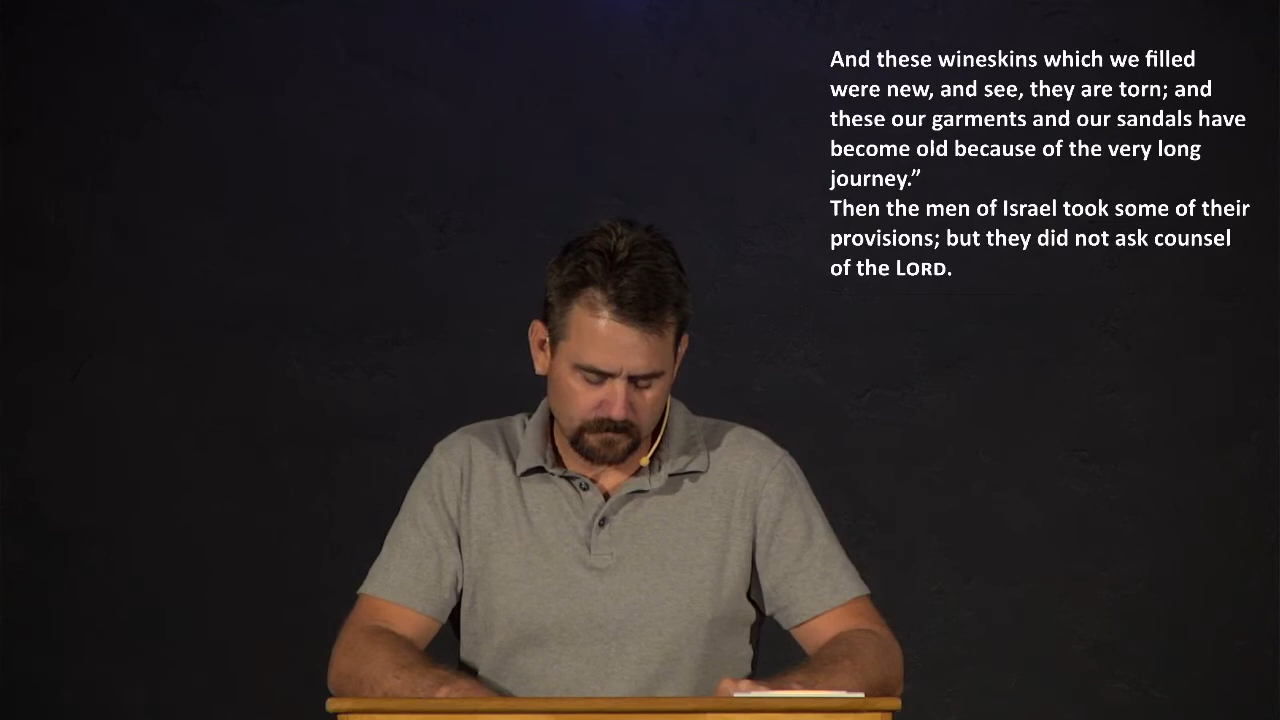 And these wineskins which we filled
were new, and see, they are torn; and
these our garments and our sandals have
become old because of the very long
journey.”
Then the men of Israel took some of their
provisions; but they did not ask counsel
of the LORD.